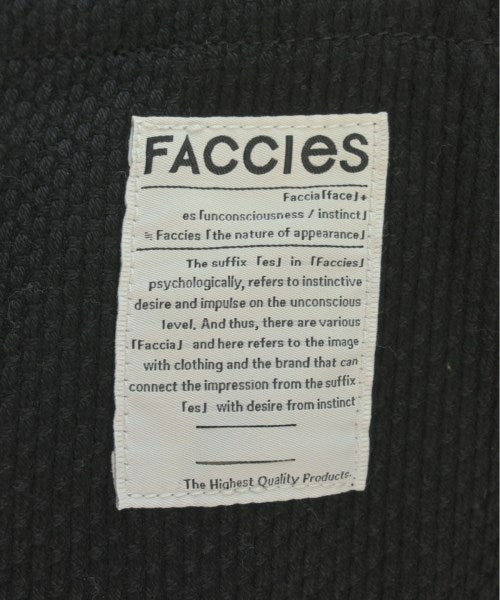 FACCIes
Faccia「face」+
es「unconsciousness / instinct」
≒ Faccies「the nature of appearance」
The suffix「es」in「Faccies」
psychologically, refers to instinctive
desire and impulse on the unconscious
level. And thus, there are various
「Faccia」 and here refers to the image
with clothing and the brand that can
connect the impression from the suffix
「es」 with desire from instinct
The Highest Quality Products.